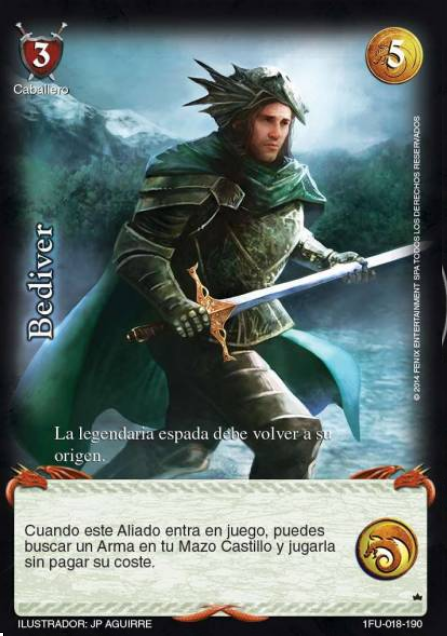 3
5
Caballero
Bediver
© 2014 FENIX ENTERTAINMENT SPA TODOS LOS DERECHOS RESERVADOS
La legendaria espada debe volver a su
origen.
Cuando este Aliado entra en juego, puedes
buscar un Arma en tu Mazo Castillo y jugarla
sin pagar su coste.
ILUSTRADOR: JP AGUIRRE
1FU-018-190